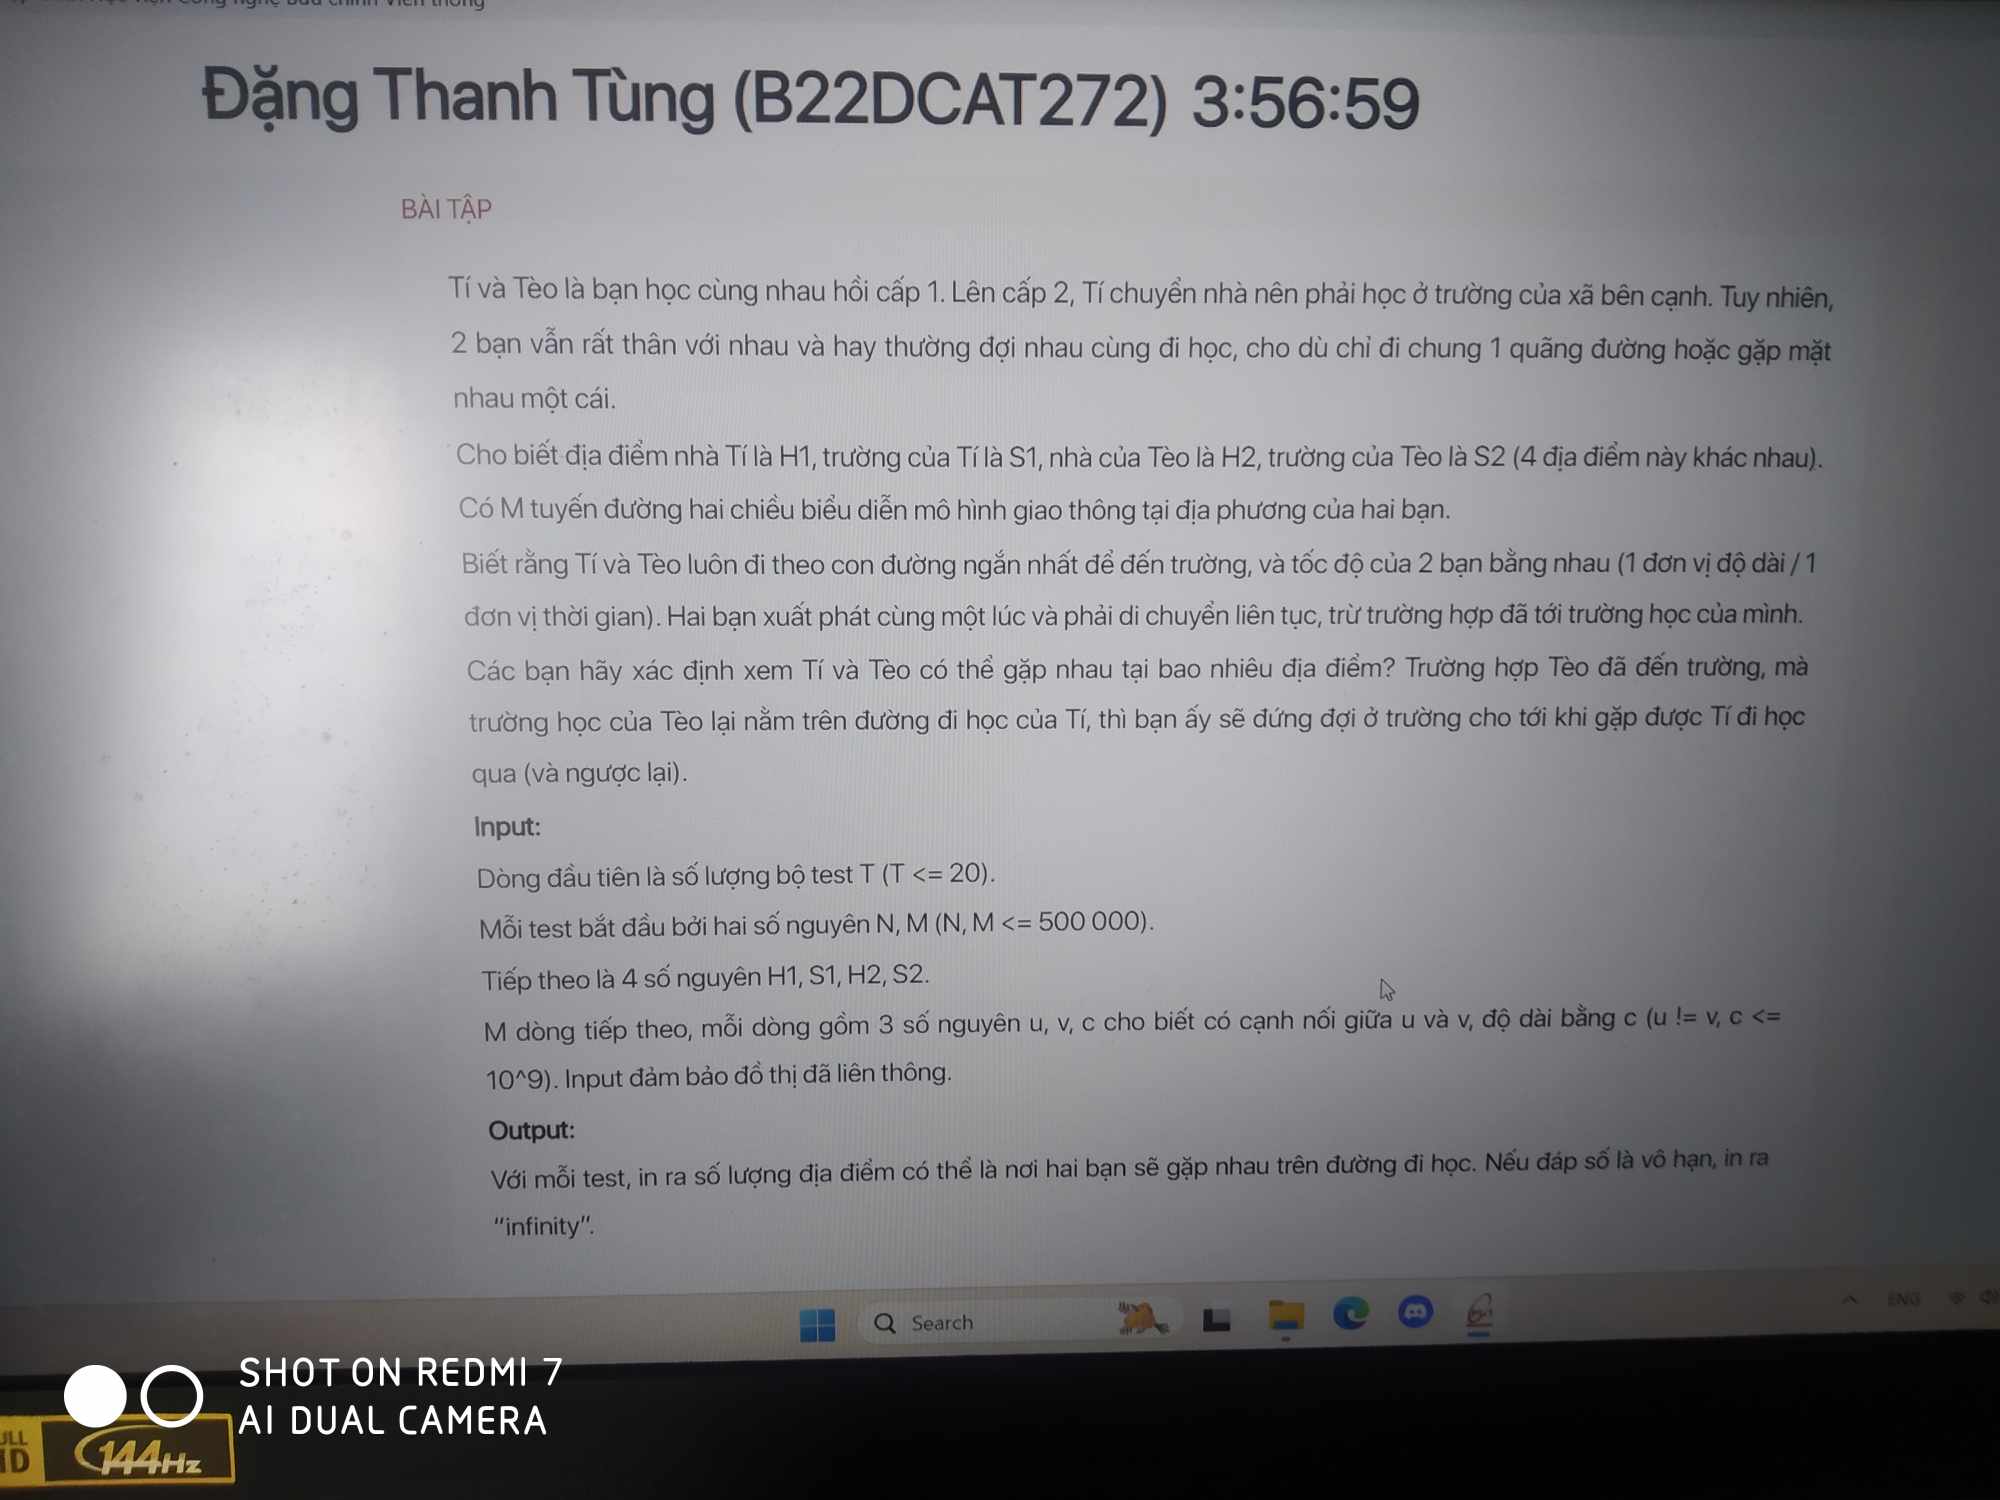 Công nghệ Bưu chính Viễn thông
Đặng Thanh Tùng (B22DCAT272) 3:56:59
BÀI TẬP
Tí và Tèo là bạn học cùng nhau hồi cấp 1. Lên cấp 2, Tí chuyển nhà nên phải học ở trường của xã bên cạnh. Tuy nhiên,
2 bạn vẫn rất thân với nhau và hay thường đợi nhau cùng đi học, cho dù chỉ đi chung 1 quãng đường hoặc gặp mặt
nhau một cái.
Cho biết địa điểm nhà Tí là H1, trường của Tí là S1, nhà của Tèo là H2, trường của Tèo là S2 (4 địa điểm này khác nhau).
Có M tuyến đường hai chiều biểu diễn mô hình giao thông tại địa phương của hai bạn.
Biết rằng Tí và Tèo luôn đi theo con đường ngắn nhất để đến trường, và tốc độ của 2 bạn bằng nhau (1 đơn vị độ dài / 1
đơn vị thời gian). Hai bạn xuất phát cùng một lúc và phải di chuyển liên tục, trừ trường hợp đã tới trường học của mình.
Các bạn hãy xác định xem Tí và Tèo có thể gặp nhau tại bao nhiêu địa điểm? Trường hợp Tèo đã đến trường, mà
trường học của Tèo lại nằm trên đường đi học của Tí, thì bạn ấy sẽ đứng đợi ở trường cho tới khi gặp được Tí đi học
qua (và ngược lại).
Input:
Dòng đầu tiên là số lượng bộ test T (T <= 20).
Mỗi test bắt đầu bởi hai số nguyên N, M (N, M <= 500 000).
Tiếp theo là 4 số nguyên H1, S1, H2, S2.
M dòng tiếp theo, mỗi dòng gồm 3 số nguyên u, v, c cho biết có cạnh nối giữa u và v, độ dài bằng c (u != v, c <=
10^9). Input đảm bảo đồ thị đã liên thông.
Output:
Với mỗi test, in ra số lượng địa điểm có thể là nơi hai bạn sẽ gặp nhau trên đường đi học. Nếu đáp số là vô hạn, in ra
“infinity”.
Search
ENG
SHOT ON REDMI 7
AI DUAL CAMERA
144Hz